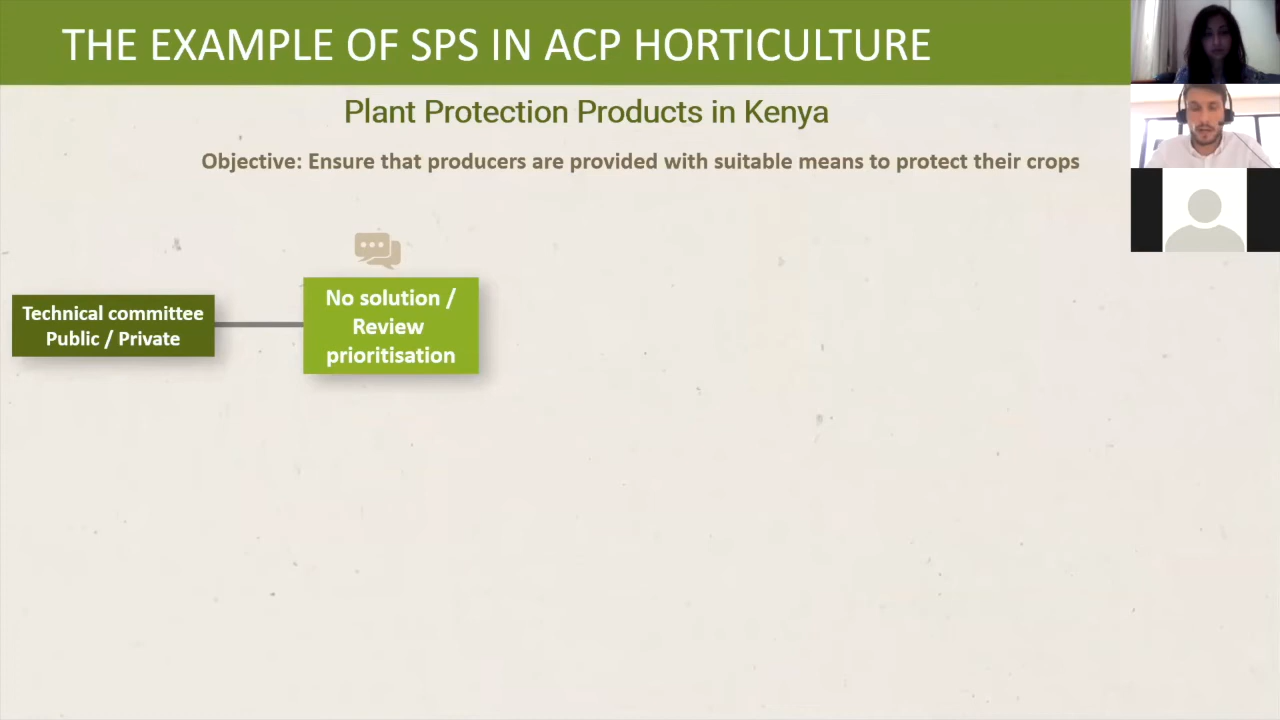 THE EXAMPLE OF SPS IN ACP HORTICULTURE
Plant Protection Products in Kenya
Objective: Ensure that producers are provided with suitable means to protect their crops
Technical committee
Public / Private
No solution /
Review
prioritisation